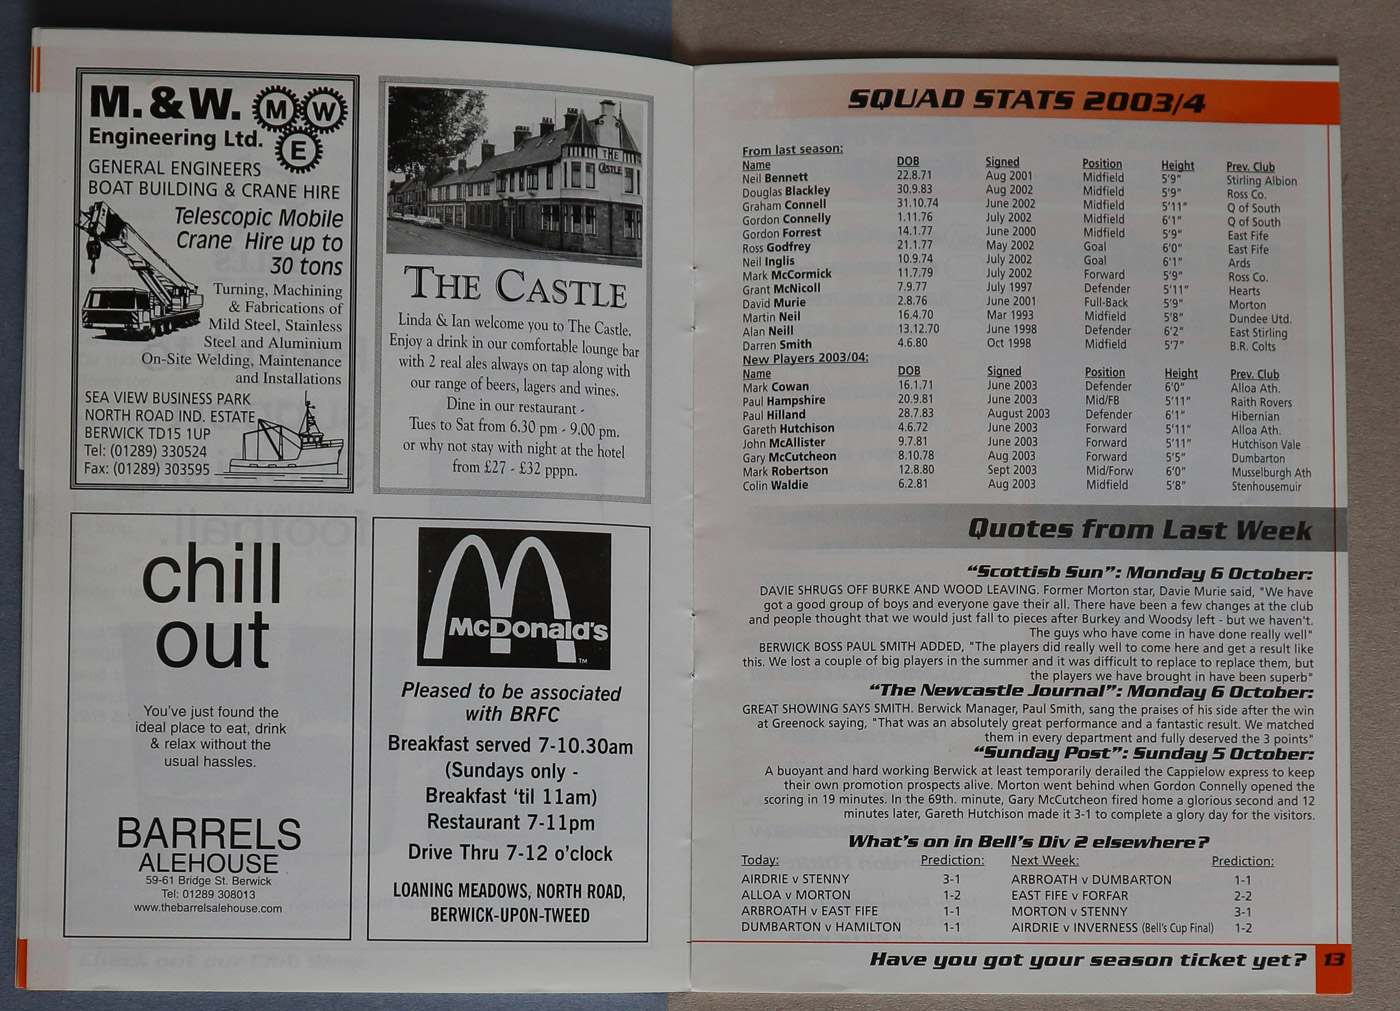 M.&W.
M W
E
Engineering Ltd.
GENERAL ENGINEERS
BOAT BUILDING & CRANE HIRE
Telescopic Mobile
Crane Hire up to
30 tons
Turning, Machining
& Fabrications of
Mild Steel, Stainless
Steel and Aluminium
On-Site Welding, Maintenance
and Installations
SEA VIEW BUSINESS PARK
NORTH ROAD IND. ESTATE
BERWICK TD15 1UP
Tel: (01289) 330524
Fax: (01289) 303595
THE
CASTLE
THE CASTLE
Linda & Ian welcome you to The Castle.
Enjoy a drink in our comfortable lounge bar
with 2 real ales always on tap along with
our range of beers, lagers and wines.
Dine in our restaurant -
Tues to Sat from 6.30 pm - 9.00 pm.
or why not stay with night at the hotel
from £27 - £32 pppn.
chill
out
You've just found the
ideal place to eat, drink
& relax without the
usual hassles.
BARRELS
ALEHOUSE
59-61 Bridge St. Berwick
Tel: 01289 308013
www.thebarrelsalehouse.com
McDonald's
TM
Pleased to be associated
with BRFC
Breakfast served 7-10.30am
(Sundays only -
Breakfast 'til 11am)
Restaurant 7-11pm
Drive Thru 7-12 o'clock
LOANING MEADOWS, NORTH ROAD,
BERWICK-UPON-TWEED
SQUAD STATS 2003/4
From last season:
Name DOB Signed Position Height Prev. Club
Neil Bennett 22.8.71 Aug 2001 Midfield 5'9" Stirling Albion
Douglas Blackley 30.9.83 Aug 2002 Midfield 5'9" Ross Co.
Graham Connell 31.10.74 June 2002 Midfield 5'11" Q of South
Gordon Connelly 1.11.76 July 2002 Midfield 6'1" Q of South
Gordon Forrest 14.1.77 June 2000 Midfield 5'9" East Fife
Ross Godfrey 21.1.77 May 2002 Goal 6'0" East Fife
Neil Inglis 10.9.74 July 2002 Goal 6'1" Ards
Mark McCormick 11.7.79 July 2002 Forward 5'9" Ross Co.
Grant McNicoll 7.9.77 July 1997 Defender 5'11" Hearts
David Murie 2.8.76 June 2001 Full-Back 5'9" Morton
Martin Neil 16.4.70 Mar 1993 Midfield 5'8" Dundee Utd.
Alan Neill 13.12.70 June 1998 Defender 6'2" East Stirling
Darren Smith 4.6.80 Oct 1998 Midfield 5'7" B.R. Colts
New Players 2003/04:
Name DOB Signed Position Height Prev. Club
Mark Cowan 16.1.71 June 2003 Defender 6'0" Alloa Ath.
Paul Hampshire 20.9.81 June 2003 Mid/FB 5'11" Raith Rovers
Paul Hilland 28.7.83 August 2003 Defender 6'1" Hibernian
Gareth Hutchison 4.6.72 June 2003 Forward 5'11" Alloa Ath.
John McAllister 9.7.81 June 2003 Forward 5'11" Hutchison Vale
Gary McCutcheon 8.10.78 Aug 2003 Forward 5'5" Dumbarton
Mark Robertson 12.8.80 Sept 2003 Mid/Forw 6'0" Musselburgh Ath
Colin Waldie 6.2.81 Aug 2003 Midfield 5'8" Stenhousemuir
Quotes from Last Week
"Scottish Sun": Monday 6 October:
DAVIE SHRUGS OFF BURKE AND WOOD LEAVING. Former Morton star, Davie Murie said, "We have
got a good group of boys and everyone gave their all. There have been a few changes at the club
and people thought that we would just fall to pieces after Burkey and Woodsy left - but we haven't.
The guys who have come in have done really well"
BERWICK BOSS PAUL SMITH ADDED, "The players did really well to come here and get a result like
this. We lost a couple of big players in the summer and it was difficult to replace to replace them, but
the players we have brought in have been superb"
"The Newcastle Journal": Monday 6 October:
GREAT SHOWING SAYS SMITH. Berwick Manager, Paul Smith, sang the praises of his side after the win
at Greenock saying, "That was an absolutely great performance and a fantastic result. We matched
them in every department and fully deserved the 3 points"
"Sunday Post": Sunday 5 October:
A buoyant and hard working Berwick at least temporarily derailed the Cappielow express to keep
their own promotion prospects alive. Morton went behind when Gordon Connelly opened the
scoring in 19 minutes. In the 69th. minute, Gary McCutcheon fired home a glorious second and 12
minutes later, Gareth Hutchison made it 3-1 to complete a glory day for the visitors.
What's on in Bell's Div 2 elsewhere?
Today: Prediction: Next Week: Prediction:
AIRDRIE v STENNY 3-1 ARBROATH v DUMBARTON 1-1
ALLOA v MORTON 1-2 EAST FIFE v FORFAR 2-2
ARBROATH v EAST FIFE 1-1 MORTON v STENNY 3-1
DUMBARTON v HAMILTON 1-1 AIRDRIE v INVERNESS (Bell's Cup Final) 1-2
Have you got your season ticket yet? 13